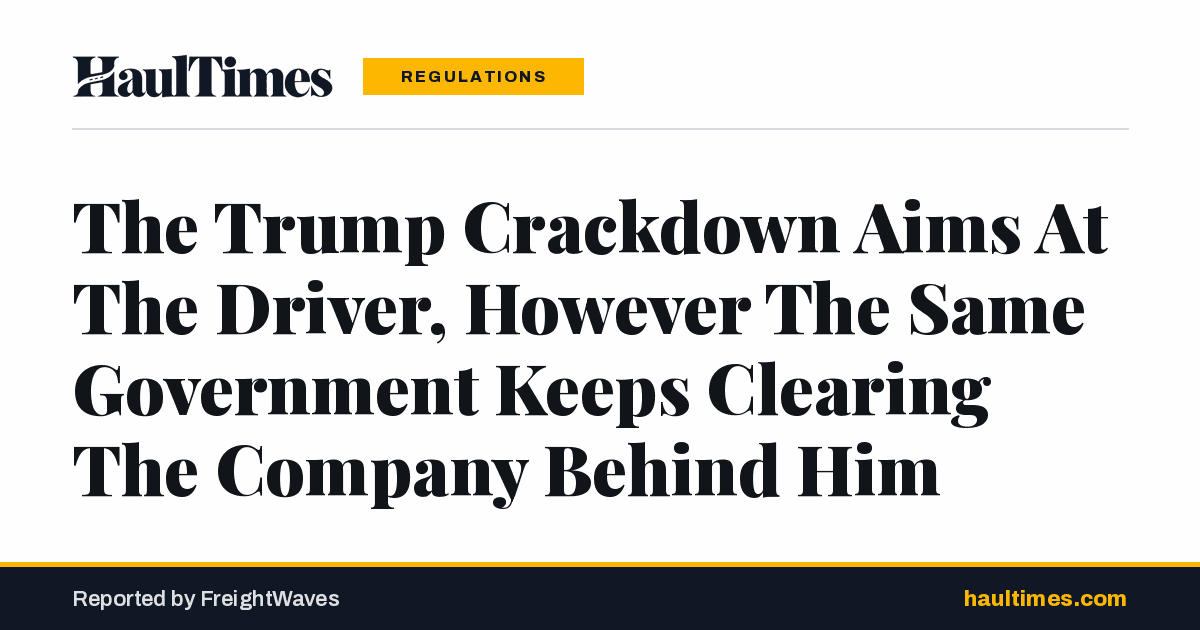 HaulTimes
REGULATIONS
The Trump Crackdown Aims At
The Driver, However The Same
Government Keeps Clearing
The Company Behind Him
Reported by FreightWaves
haultimes.com